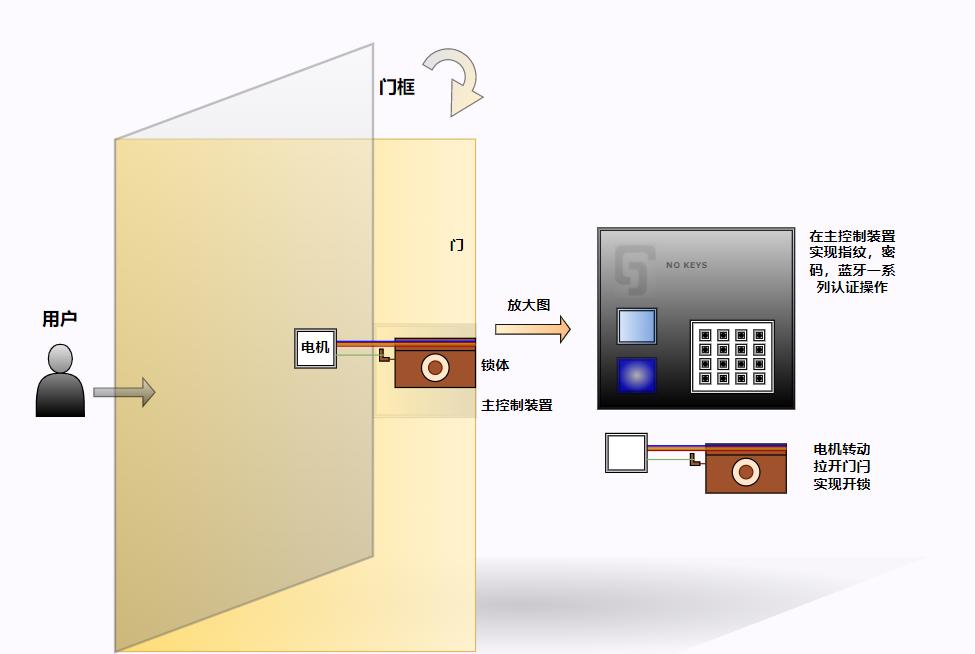 门框
门
用户
电机
锁体
主控制装置
放大图
NO KEYS
在主控制装置
实现指纹，密
码，蓝牙一系
列认证操作
电机转动
拉开门闩
实现开锁